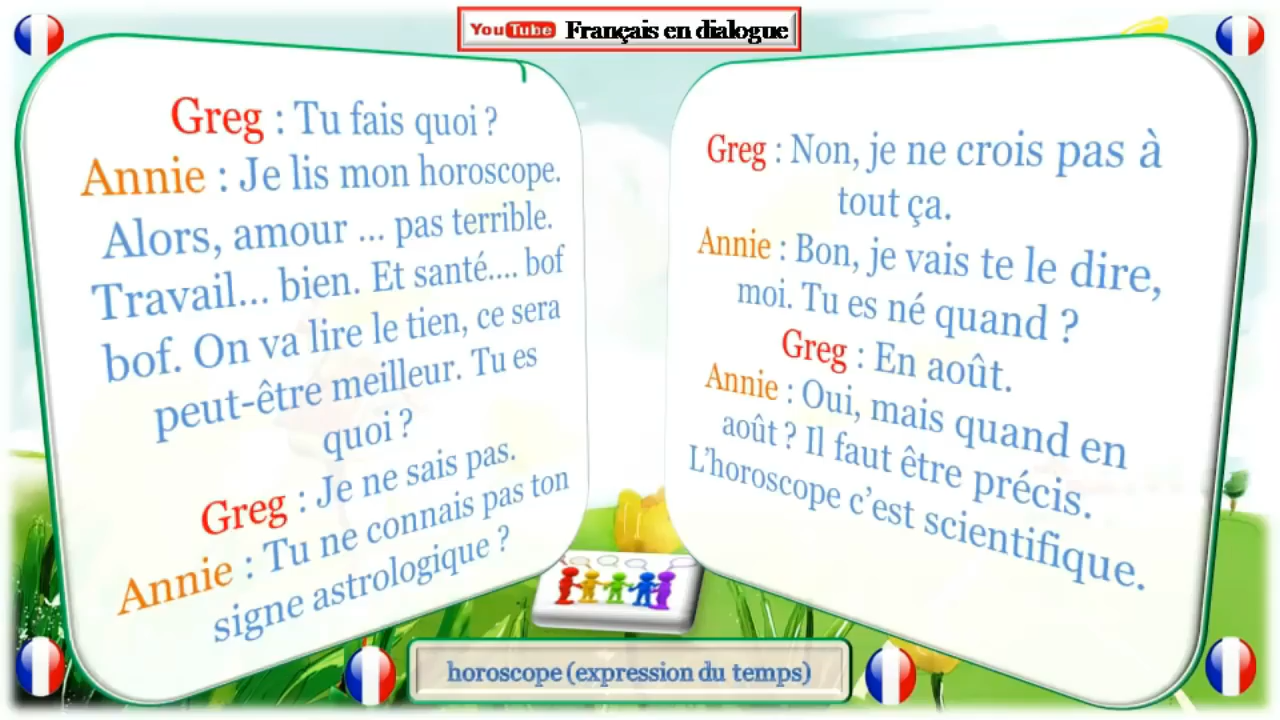 YouTube Français en dialogue
Greg : Tu fais quoi ?
Annie : Je lis mon horoscope.
Alors, amour ... pas terrible.
Travail... bien. Et santé.... bof
bof. On va lire le tien, ce sera
peut-être meilleur. Tu es
quoi ?
Greg : Je ne sais pas.
Annie : Tu ne connais pas ton
signe astrologique ?
Greg : Non, je ne crois pas à
tout ça.
Annie : Bon, je vais te le dire,
moi. Tu es né quand ?
Greg : En août.
Annie : Oui, mais quand en
août ? Il faut être précis.
L'horoscope c'est scientifique.
horoscope (expression du temps)